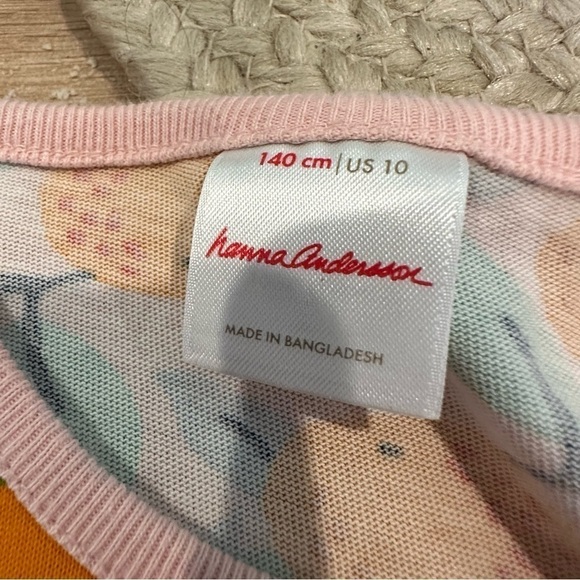 140 cm | US 10
hanna andersson
MADE IN BANGLADESH